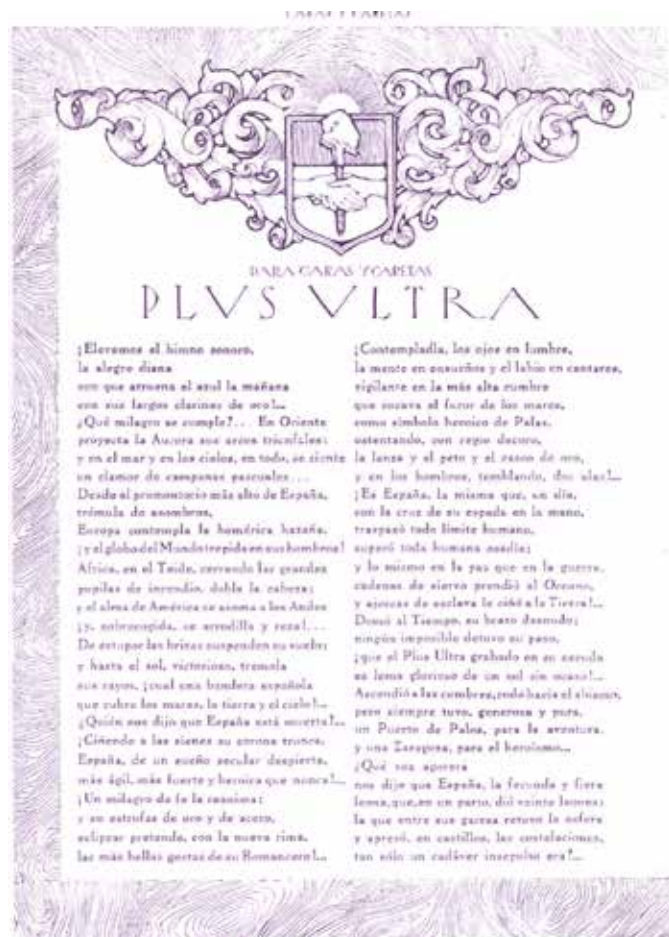 PARA CARAS Y CARETAS
PLVS VLTRA
¡Elevemos el himno sonoro,
la alegre diana
con que atruena el azul la mañana
con sus largos clarines de oro!...
¿Qué milagro se cumple?... En Oriente
proyecta la Aurora sus arcos triunfales;
y en el mar y en los cielos, en todo, se siente
un clamor de campanas pascuales...
Desde el promontorio más alto de España,
trémula de asombros,
Europa contempla la homérica hazaña,
¡y el globo del Mundo trepida en sus hombros!
Africa, en el Teide, cerrando las grandes
pupilas de incendio, dobla la cabeza;
y el alma de América se asoma a los Andes
¡y, sobrecogida, se arrodilla y reza!...
De estupor las brisas suspenden su vuelo;
y hasta el sol, victorioso, tremola
sus rayos, ¡cual una bandera española
que cubre los mares, la tierra y el cielo!...
¿Quién nos dijo que España está muerta!...
¡Ciñendo a las sienes su corona trunca,
España, de un sueño secular despierta,
más ágil, más fuerte y heroica que nunca!...
¡Un milagro de fe la
y en estrofas de oro y de acero,
eclipsar pretende, con la nueva rima,
las más bellas gestas de su Romancero!...
¡Contempladla, los ojos en lumbre,
la mente en ensueños y el labio en cantares,
vigilante en la más alta cumbre
que socava el furor de los mares,
como símbolo heroico de Palas,
ostentando, con regio decoro,
la lanza y el peto y el casco de oro,
y en los hombros, temblando, dos alas!...
¡Es España, la misma que, un día,
con la cruz de su espada en la mano,
traspasó todo límite humano,
superó toda humana osadía;
y lo mismo en la paz que en la guerra,
cadenas de siervo prendió al Oceano,
y ajorcas de esclava le ciñó a la Tierra!...
al Tiempo, su brazo desnudo;
ningún imposible detuvo su paso,
¡que el Plus Ultra grabado en su escudo
es lema glorioso de un sol sin ocaso!...
Ascendió a las cumbres, rodó hacia el abismo,
pero siempre tuvo, generosa y pura,
un Puerto de Palos, para la aventura,
y una Zaragoza, para el heroísmo...
¿Qué voz agorera
nos dijo que España, la fecunda y fiera
leona, que, en un parto, dió veinte leones;
la que entre sus garras retuvo la esfera
y apresó, en castillos, las constelaciones,
tan sólo un cadáver insepulto era?...